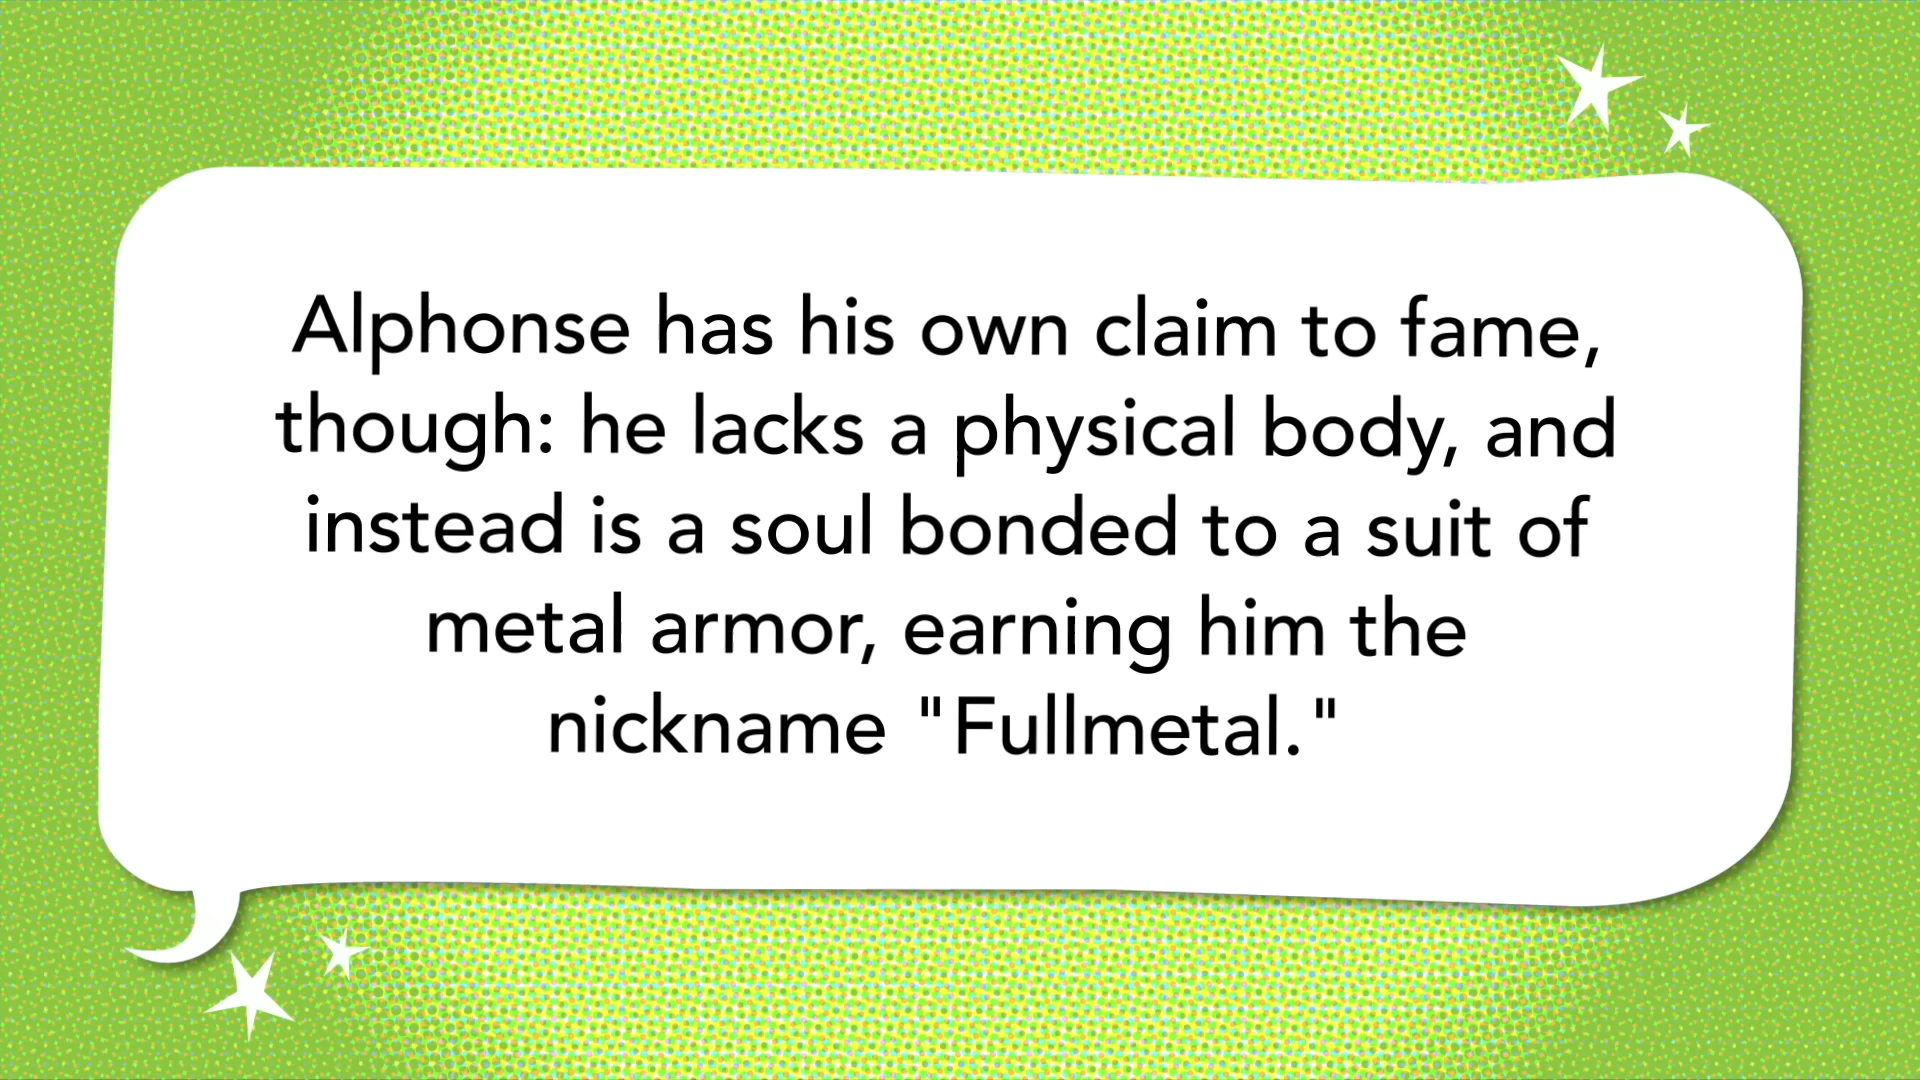 Alphonse has his own claim to fame,
though: he lacks a physical body, and
instead is a soul bonded to a suit of
metal armor, earning him the
nickname "Fullmetal."